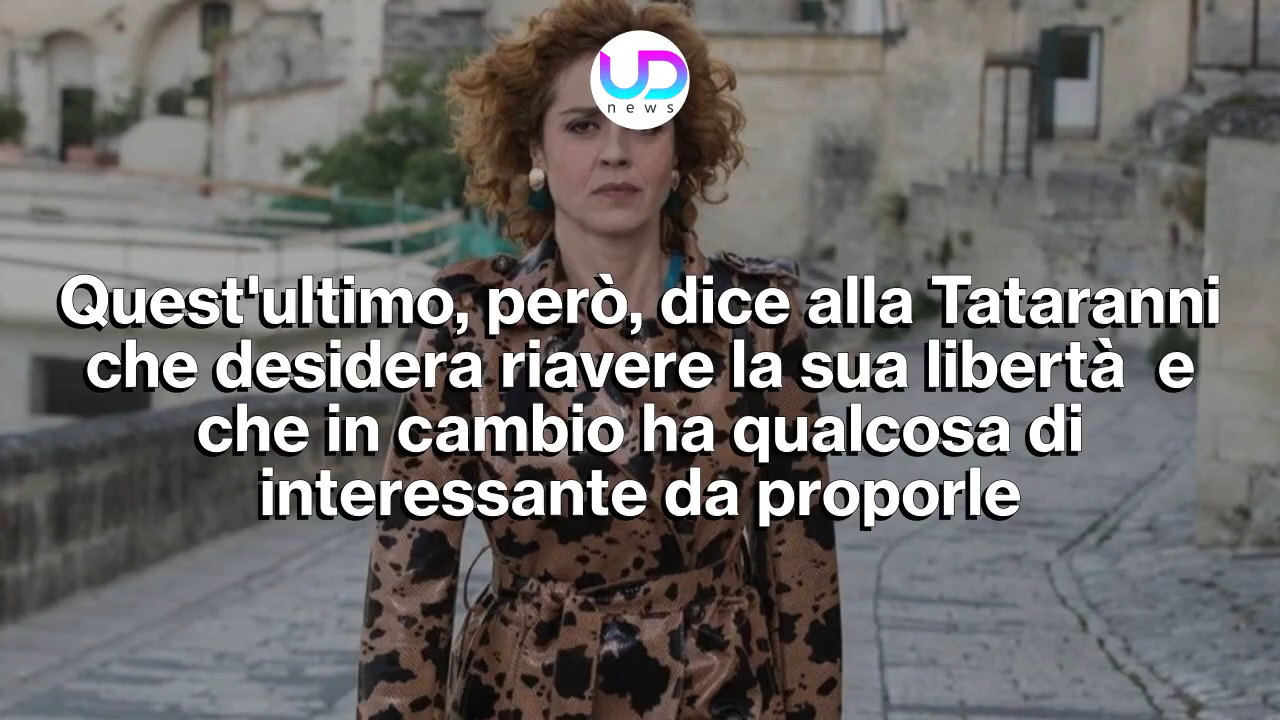 UD
news
Quest'ultimo, però, dice alla Tataranni
che desidera riavere la sua libertà  e
che in cambio ha qualcosa di
interessante da proporle